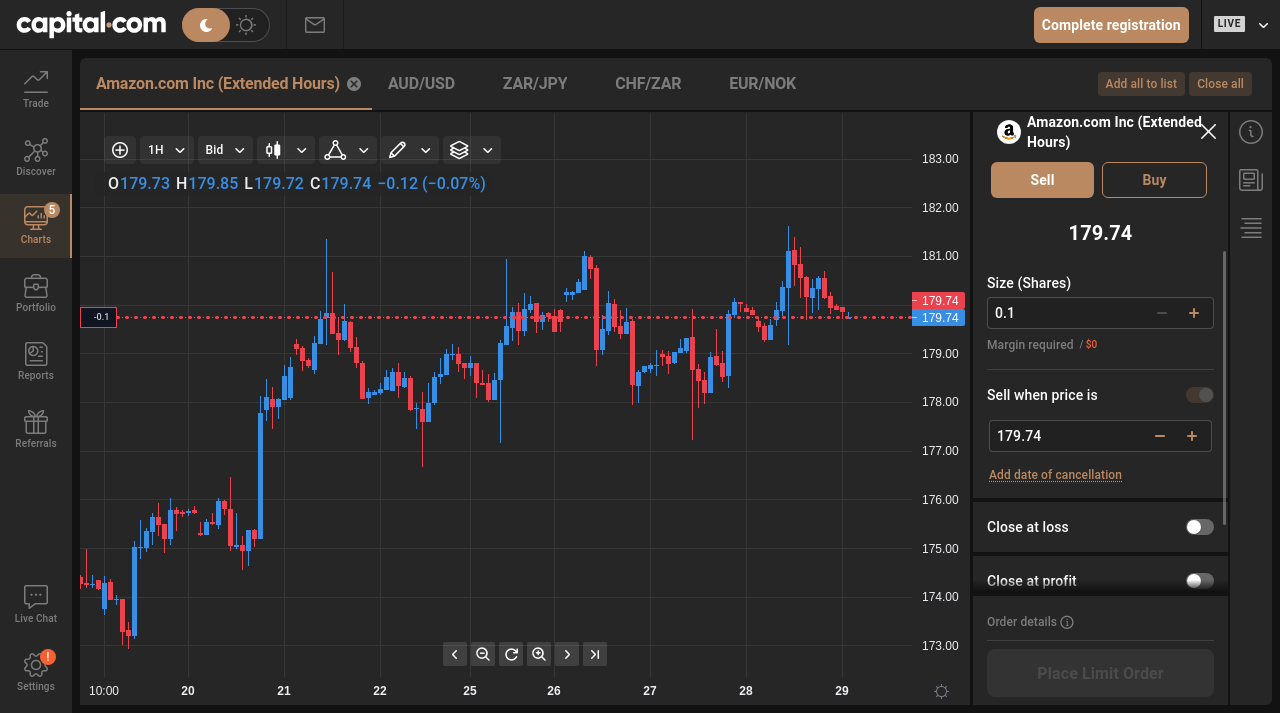 capital.com
Complete registration
LIVE
Trade
Discover
5
Charts
Portfolio
Reports
Referrals
Live Chat
!
Settings
Amazon.com Inc (Extended Hours)
AUD/USD
ZAR/JPY
CHF/ZAR
EUR/NOK
Add all to list
Close all
1H
Bid
O179.73 H179.85 L179.72 C179.74 −0.12 (−0.07%)
183.00
182.00
181.00
179.74
179.74
179.00
178.00
177.00
176.00
175.00
174.00
173.00
-0.1
10:00
20
21
22
25
26
27
28
29
a
Amazon.com Inc (Extended
Hours)
Sell
Buy
179.74
Size (Shares)
0.1
Margin required / $0
Sell when price is
179.74
Add date of cancellation
Close at loss
Close at profit
Order details
Place Limit Order